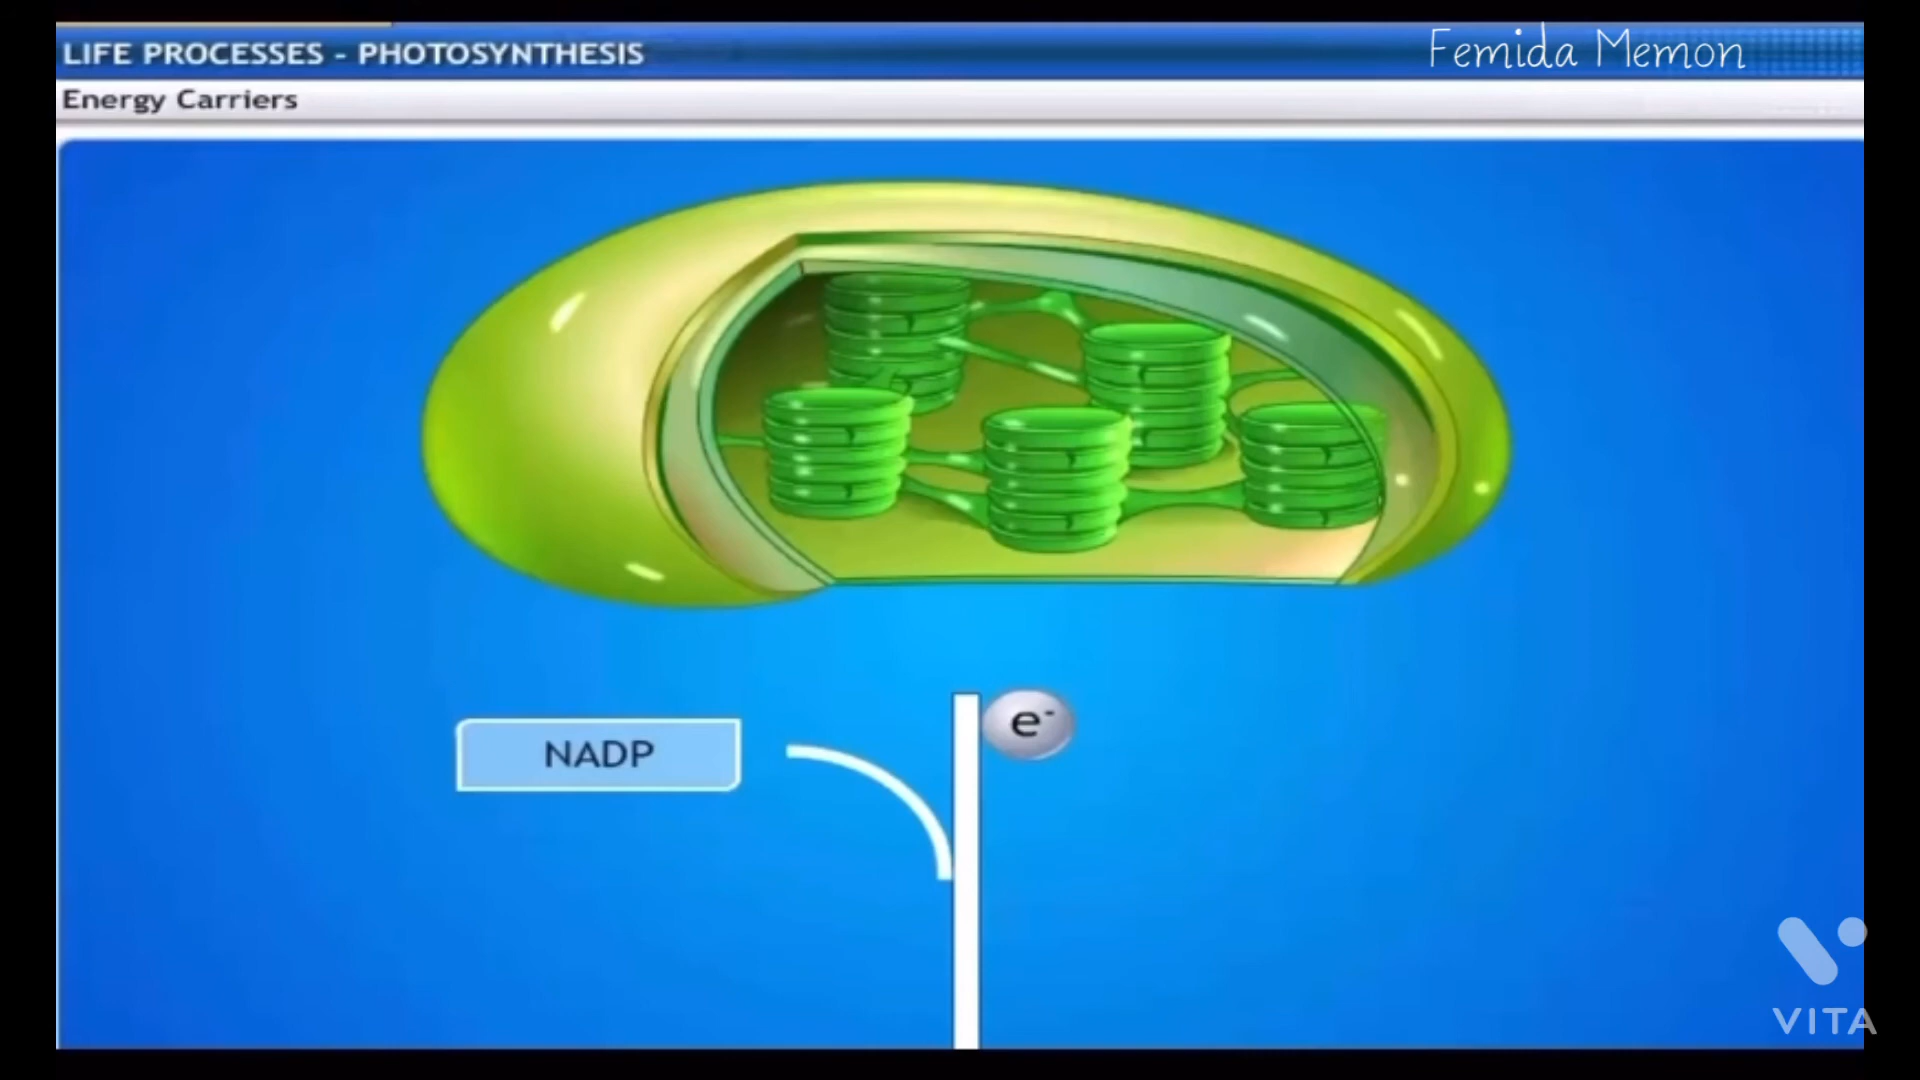 LIFE PROCESSES - PHOTOSYNTHESIS
Femida Memon
Energy Carriers
e-
NADP
VITA